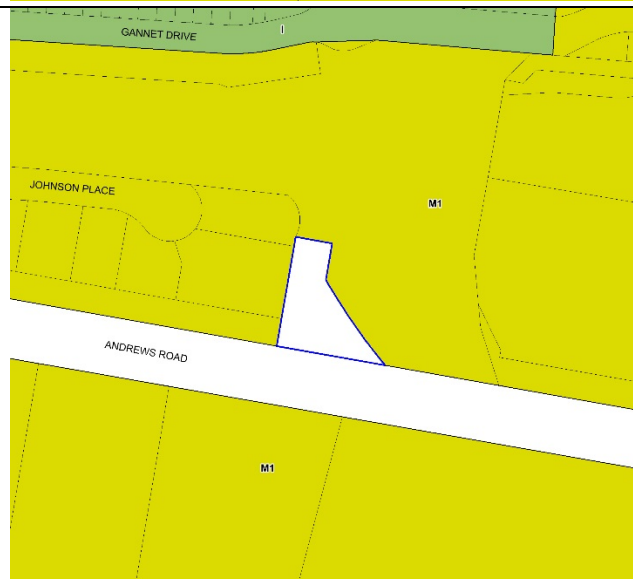 GANNET DRIVE
I
JOHNSON PLACE
M1
ANDREWS ROAD
M1